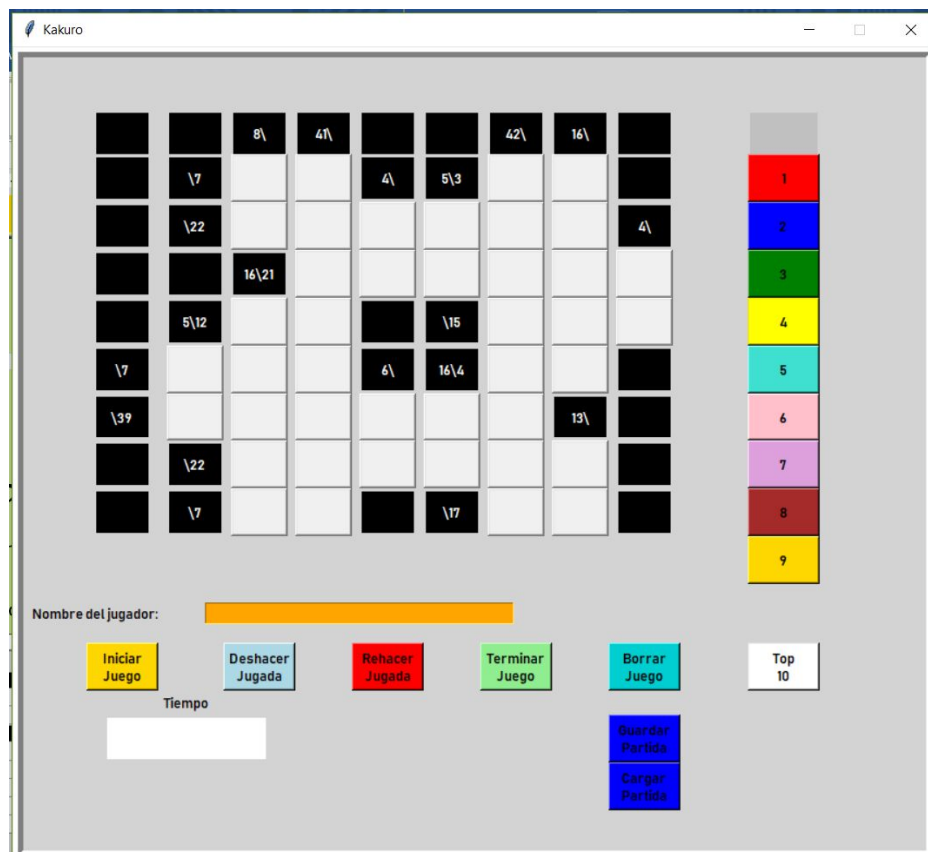 Kakuro
8\ 41\ 42\ 16\
\7 4\ 5\3 1
\22 4\ 2
16\21 3
5\12 \15 4
\7 6\ 16\4 5
\39 13\ 6
\22 7
\7 \17 8
9
Nombre del jugador:
Iniciar Juego
Deshacer Jugada
Rehacer Jugada
Terminar Juego
Borrar Juego
Top 10
Tiempo
Guardar Partida
Cargar Partida